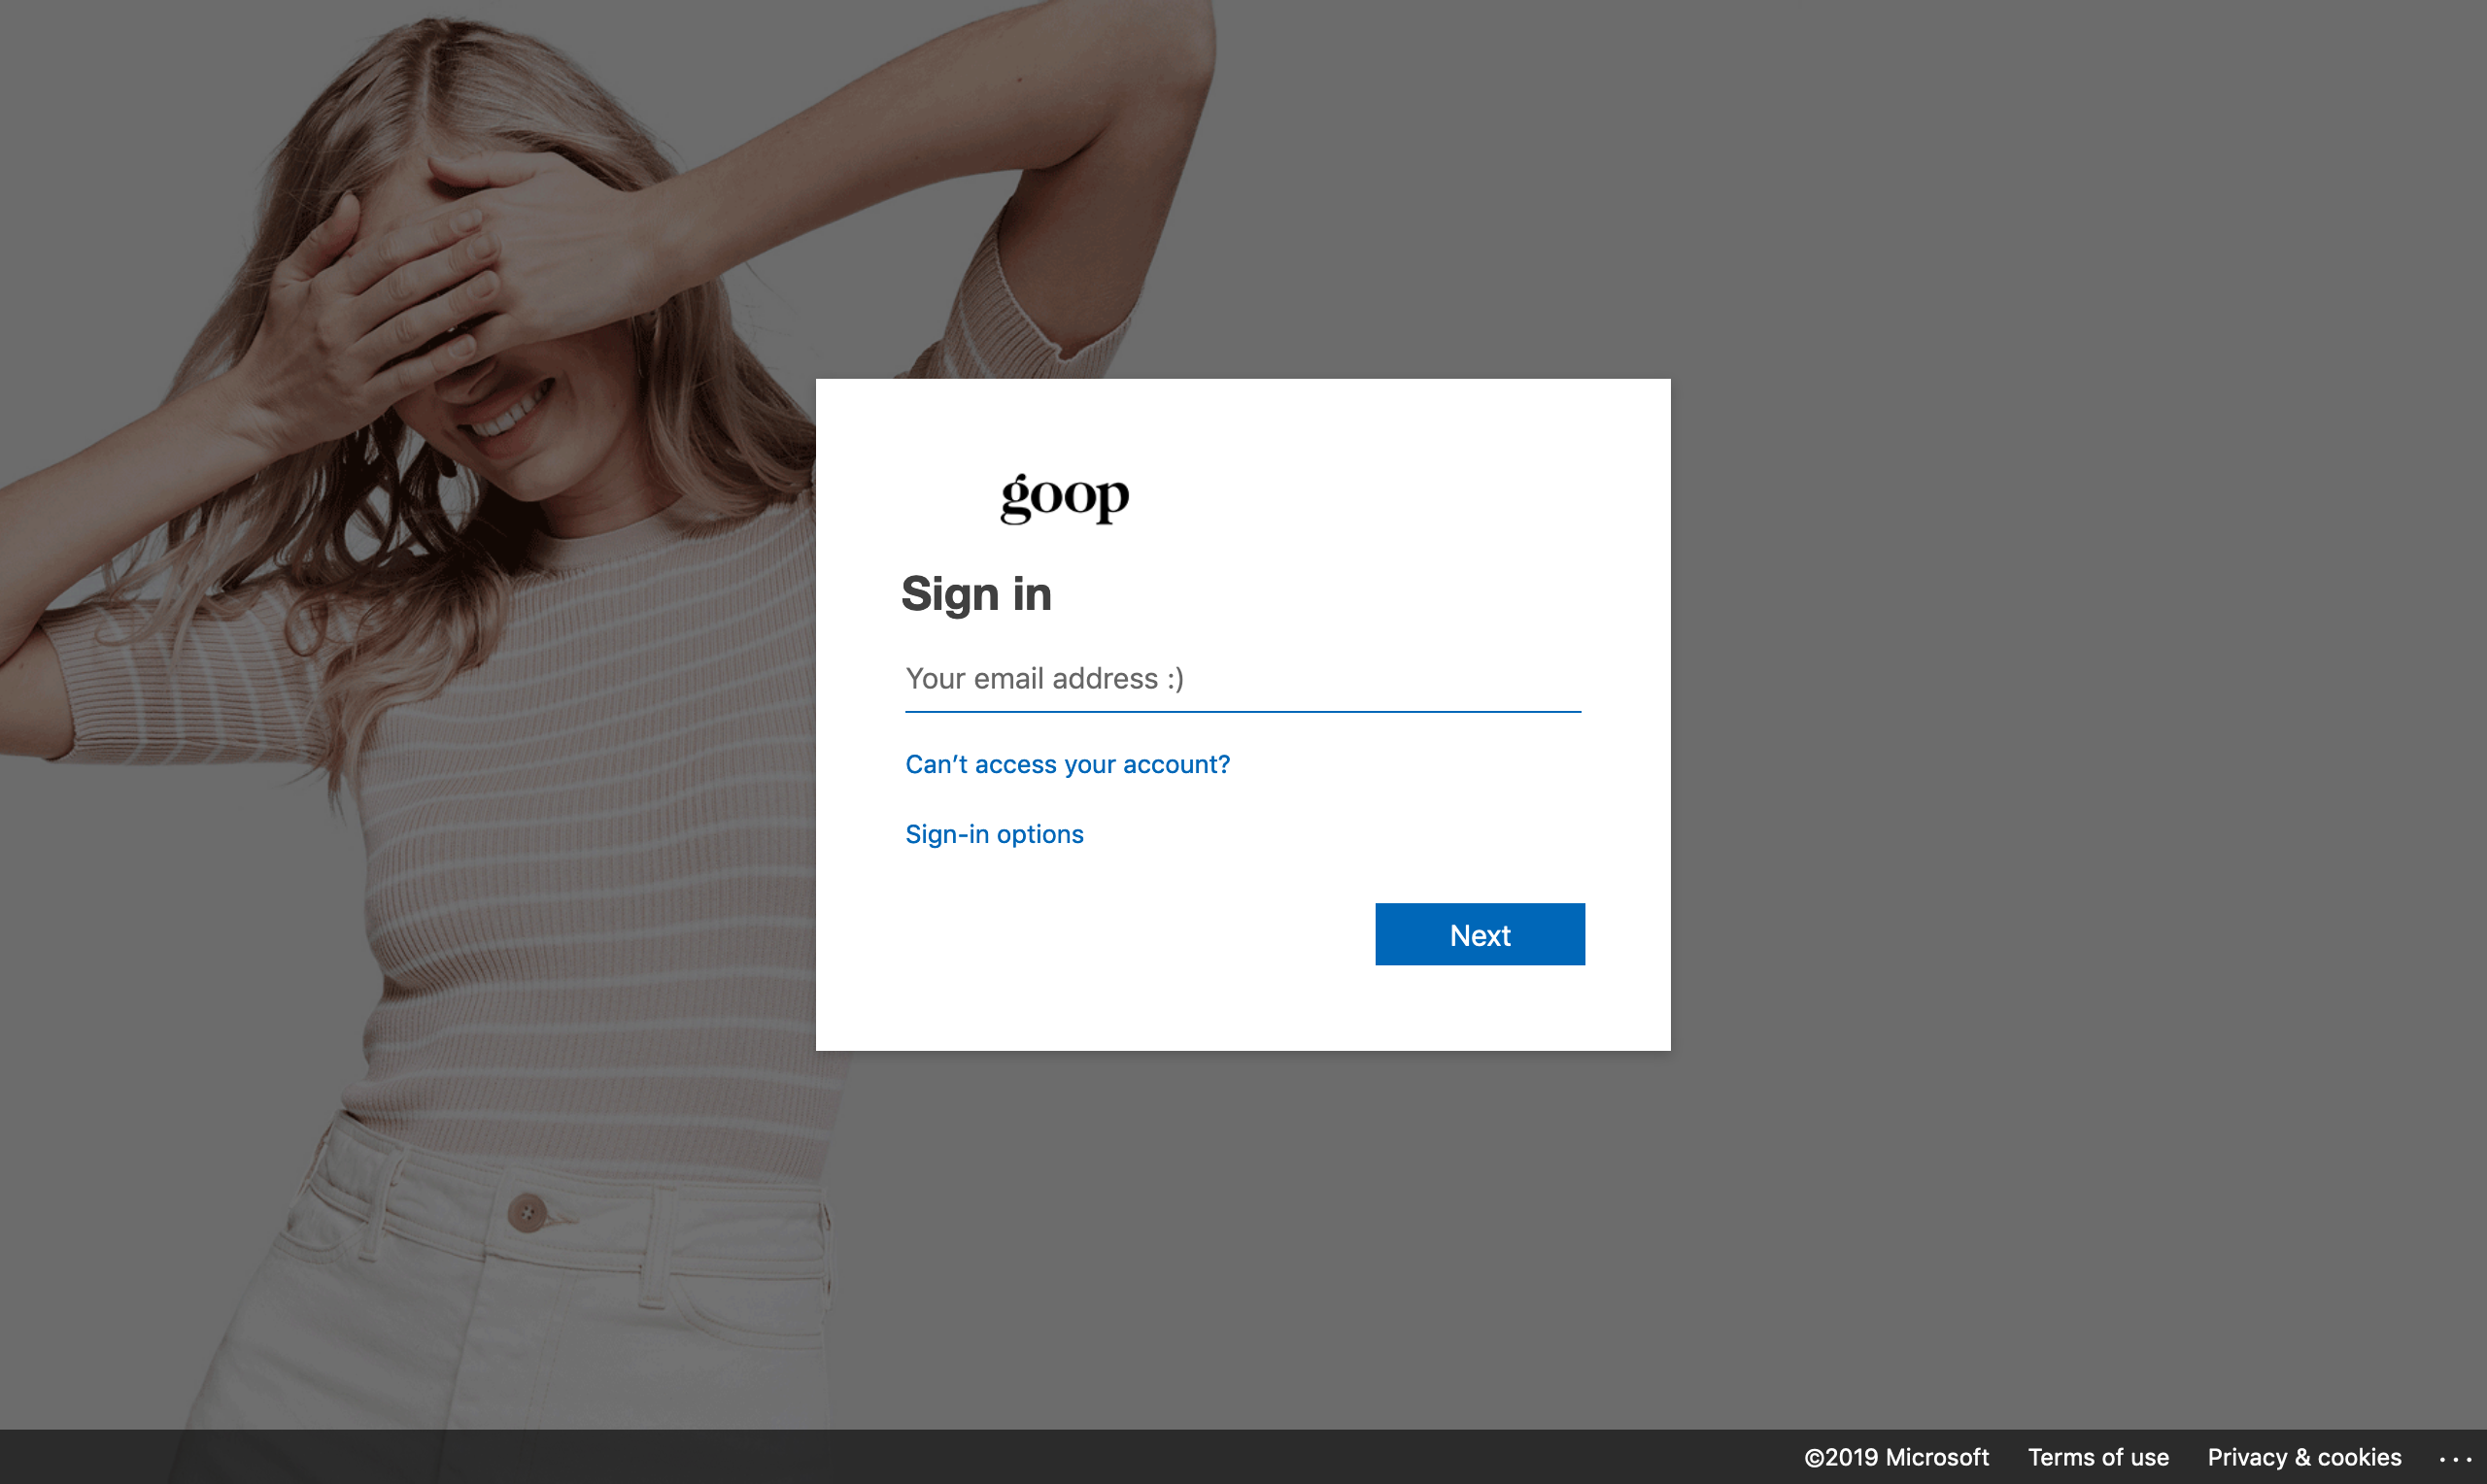 goop
Sign in
Your email address :)
Can’t access your account?
Sign-in options
Next
©2019 Microsoft Terms of use Privacy & cookies ...